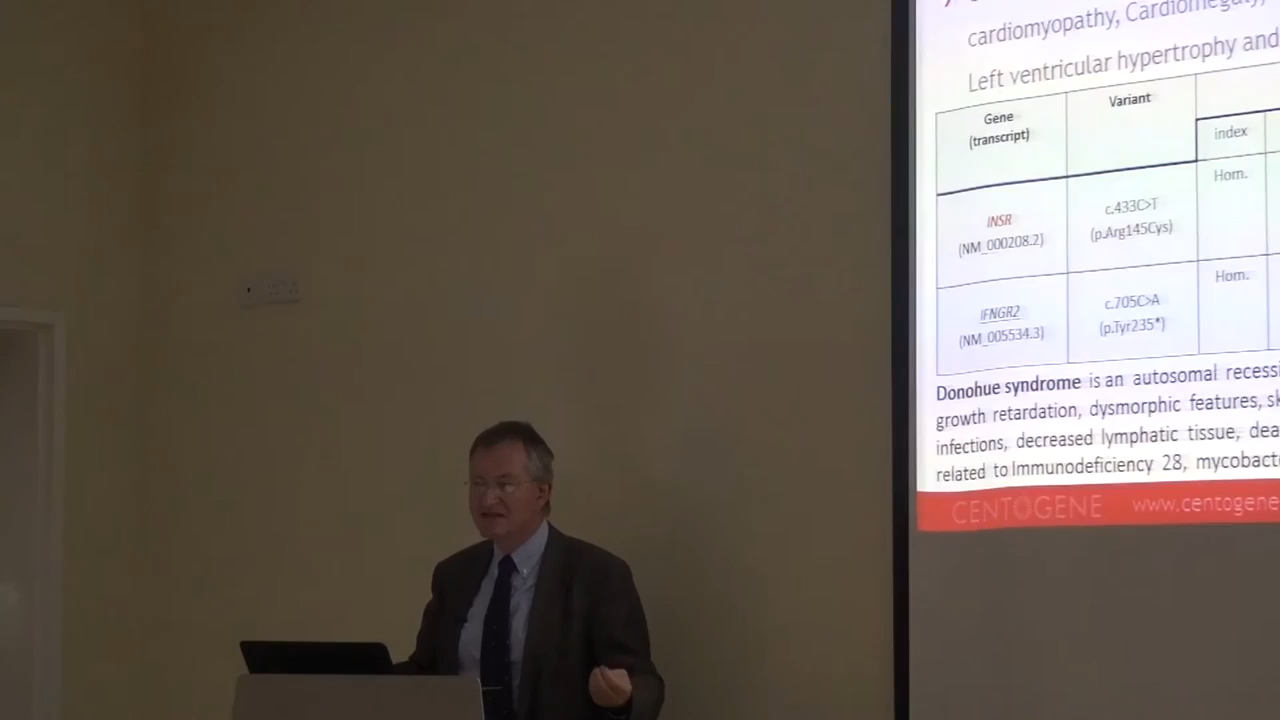 cardiomyopathy, Cardiomegaly,
Left ventricular hypertrophy and
Gene
(transcript)
Variant
index
INSR
(NM_000208.2)
c.433C>T
(p.Arg145Cys)
Hom.
IFNGR2
(NM_005534.3)
c.705C>A
(p.Tyr235*)
Hom.
Donohue syndrome is an autosomal recessi
growth retardation, dysmorphic features, sk
infections, decreased lymphatic tissue, dea
related to Immunodeficiency 28, mycobacte
CENTOGENE www.centogene